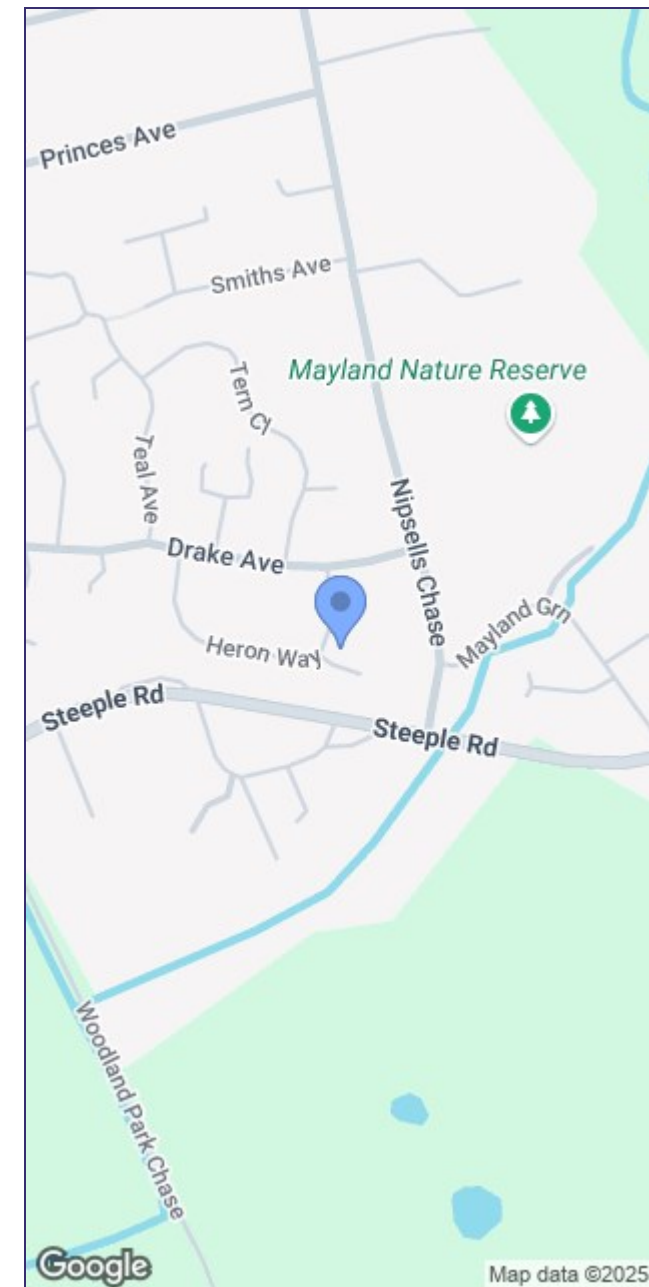 Princes Ave
Smiths Ave
Mayland Nature Reserve
Tern Cl
Teal Ave
Nipsells Chase
Drake Ave
Mayland Grn
Heron Way
Steeple Rd
Steeple Rd
Woodland Park Chase
Google
Map data ©2025